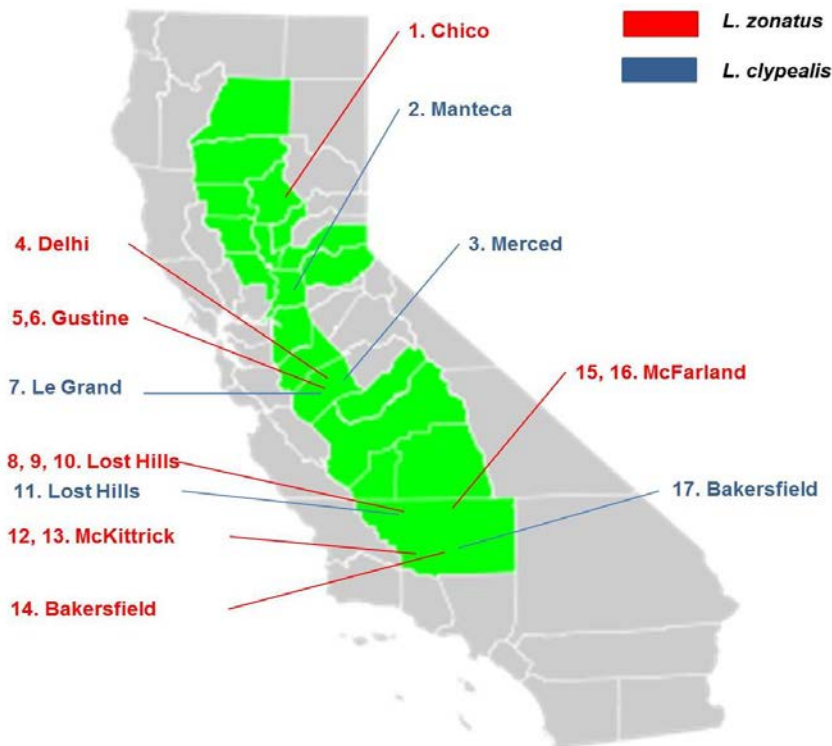 1. Chico
L. zonatus
L. clypealis
2. Manteca
4. Delhi
3. Merced
5,6. Gustine
15, 16. McFarland
7. Le Grand
8, 9, 10. Lost Hills
11. Lost Hills
17. Bakersfield
12, 13. McKittrick
14. Bakersfield